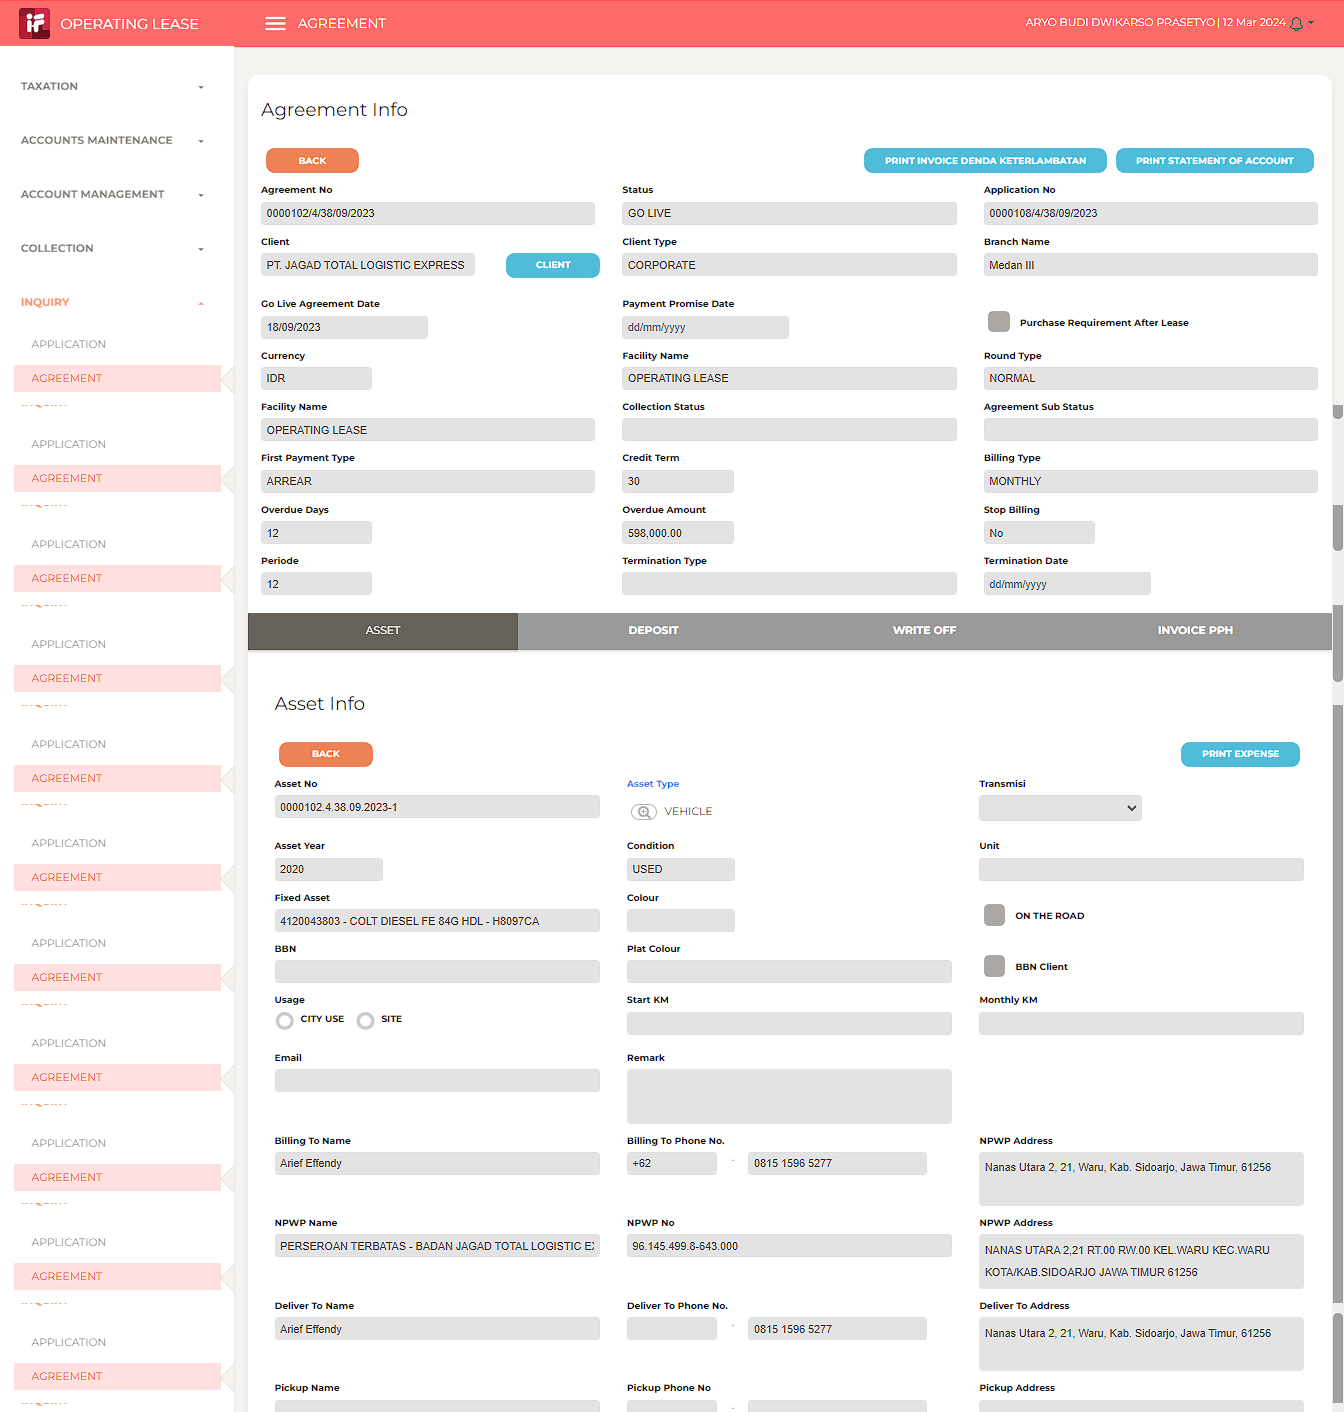 OPERATING LEASE
AGREEMENT
ARYO BUDI DWIKARSO PRASETYO | 12 Mar 2024
TAXATION
ACCOUNTS MAINTENANCE
ACCOUNT MANAGEMENT
COLLECTION
INQUIRY
APPLICATION
AGREEMENT
APPLICATION
AGREEMENT
APPLICATION
AGREEMENT
APPLICATION
AGREEMENT
APPLICATION
AGREEMENT
APPLICATION
AGREEMENT
APPLICATION
AGREEMENT
APPLICATION
AGREEMENT
APPLICATION
AGREEMENT
APPLICATION
AGREEMENT
APPLICATION
AGREEMENT
Agreement Info
BACK
PRINT INVOICE DENDA KETERLAMBATAN
PRINT STATEMENT OF ACCOUNT
Agreement No
Status
Application No
0000102/4/38/09/2023
GO LIVE
0000108/4/38/09/2023
Client
Client Type
Branch Name
PT. JAGAD TOTAL LOGISTIC EXPRESS
CLIENT
CORPORATE
Medan III
Go Live Agreement Date
Payment Promise Date
18/09/2023
dd/mm/yyyy
Purchase Requirement After Lease
Currency
Facility Name
Round Type
IDR
OPERATING LEASE
NORMAL
Facility Name
Collection Status
Agreement Sub Status
OPERATING LEASE
First Payment Type
Credit Term
Billing Type
ARREAR
30
MONTHLY
Overdue Days
Overdue Amount
Stop Billing
12
598,000.00
No
Periode
Termination Type
Termination Date
12
dd/mm/yyyy
ASSET
DEPOSIT
WRITE OFF
INVOICE PPH
Asset Info
BACK
PRINT EXPENSE
Asset No
Asset Type
Transmisi
0000102.4.38.09.2023-1
VEHICLE
Asset Year
Condition
Unit
2020
USED
Fixed Asset
Colour
4120043803 - COLT DIESEL FE 84G HDL - H8097CA
ON THE ROAD
BBN
Plat Colour
BBN Client
Usage
Start KM
Monthly KM
CITY USE
SITE
Email
Remark
Billing To Name
Billing To Phone No.
NPWP Address
Arief Effendy
+62
-
0815 1596 5277
Nanas Utara 2, 21, Waru, Kab. Sidoarjo, Jawa Timur, 61256
NPWP Name
NPWP No
NPWP Address
PERSEROAN TERBATAS - BADAN JAGAD TOTAL LOGISTIC E
96.145.499.8-643.000
NANAS UTARA 2,21 RT.00 RW.00 KEL.WARU KEC.WARU
KOTA/KAB.SIDOARJO JAWA TIMUR 61256
Deliver To Name
Deliver To Phone No.
Deliver To Address
Arief Effendy
-
0815 1596 5277
Nanas Utara 2, 21, Waru, Kab. Sidoarjo, Jawa Timur, 61256
Pickup Name
Pickup Phone No
Pickup Address
-